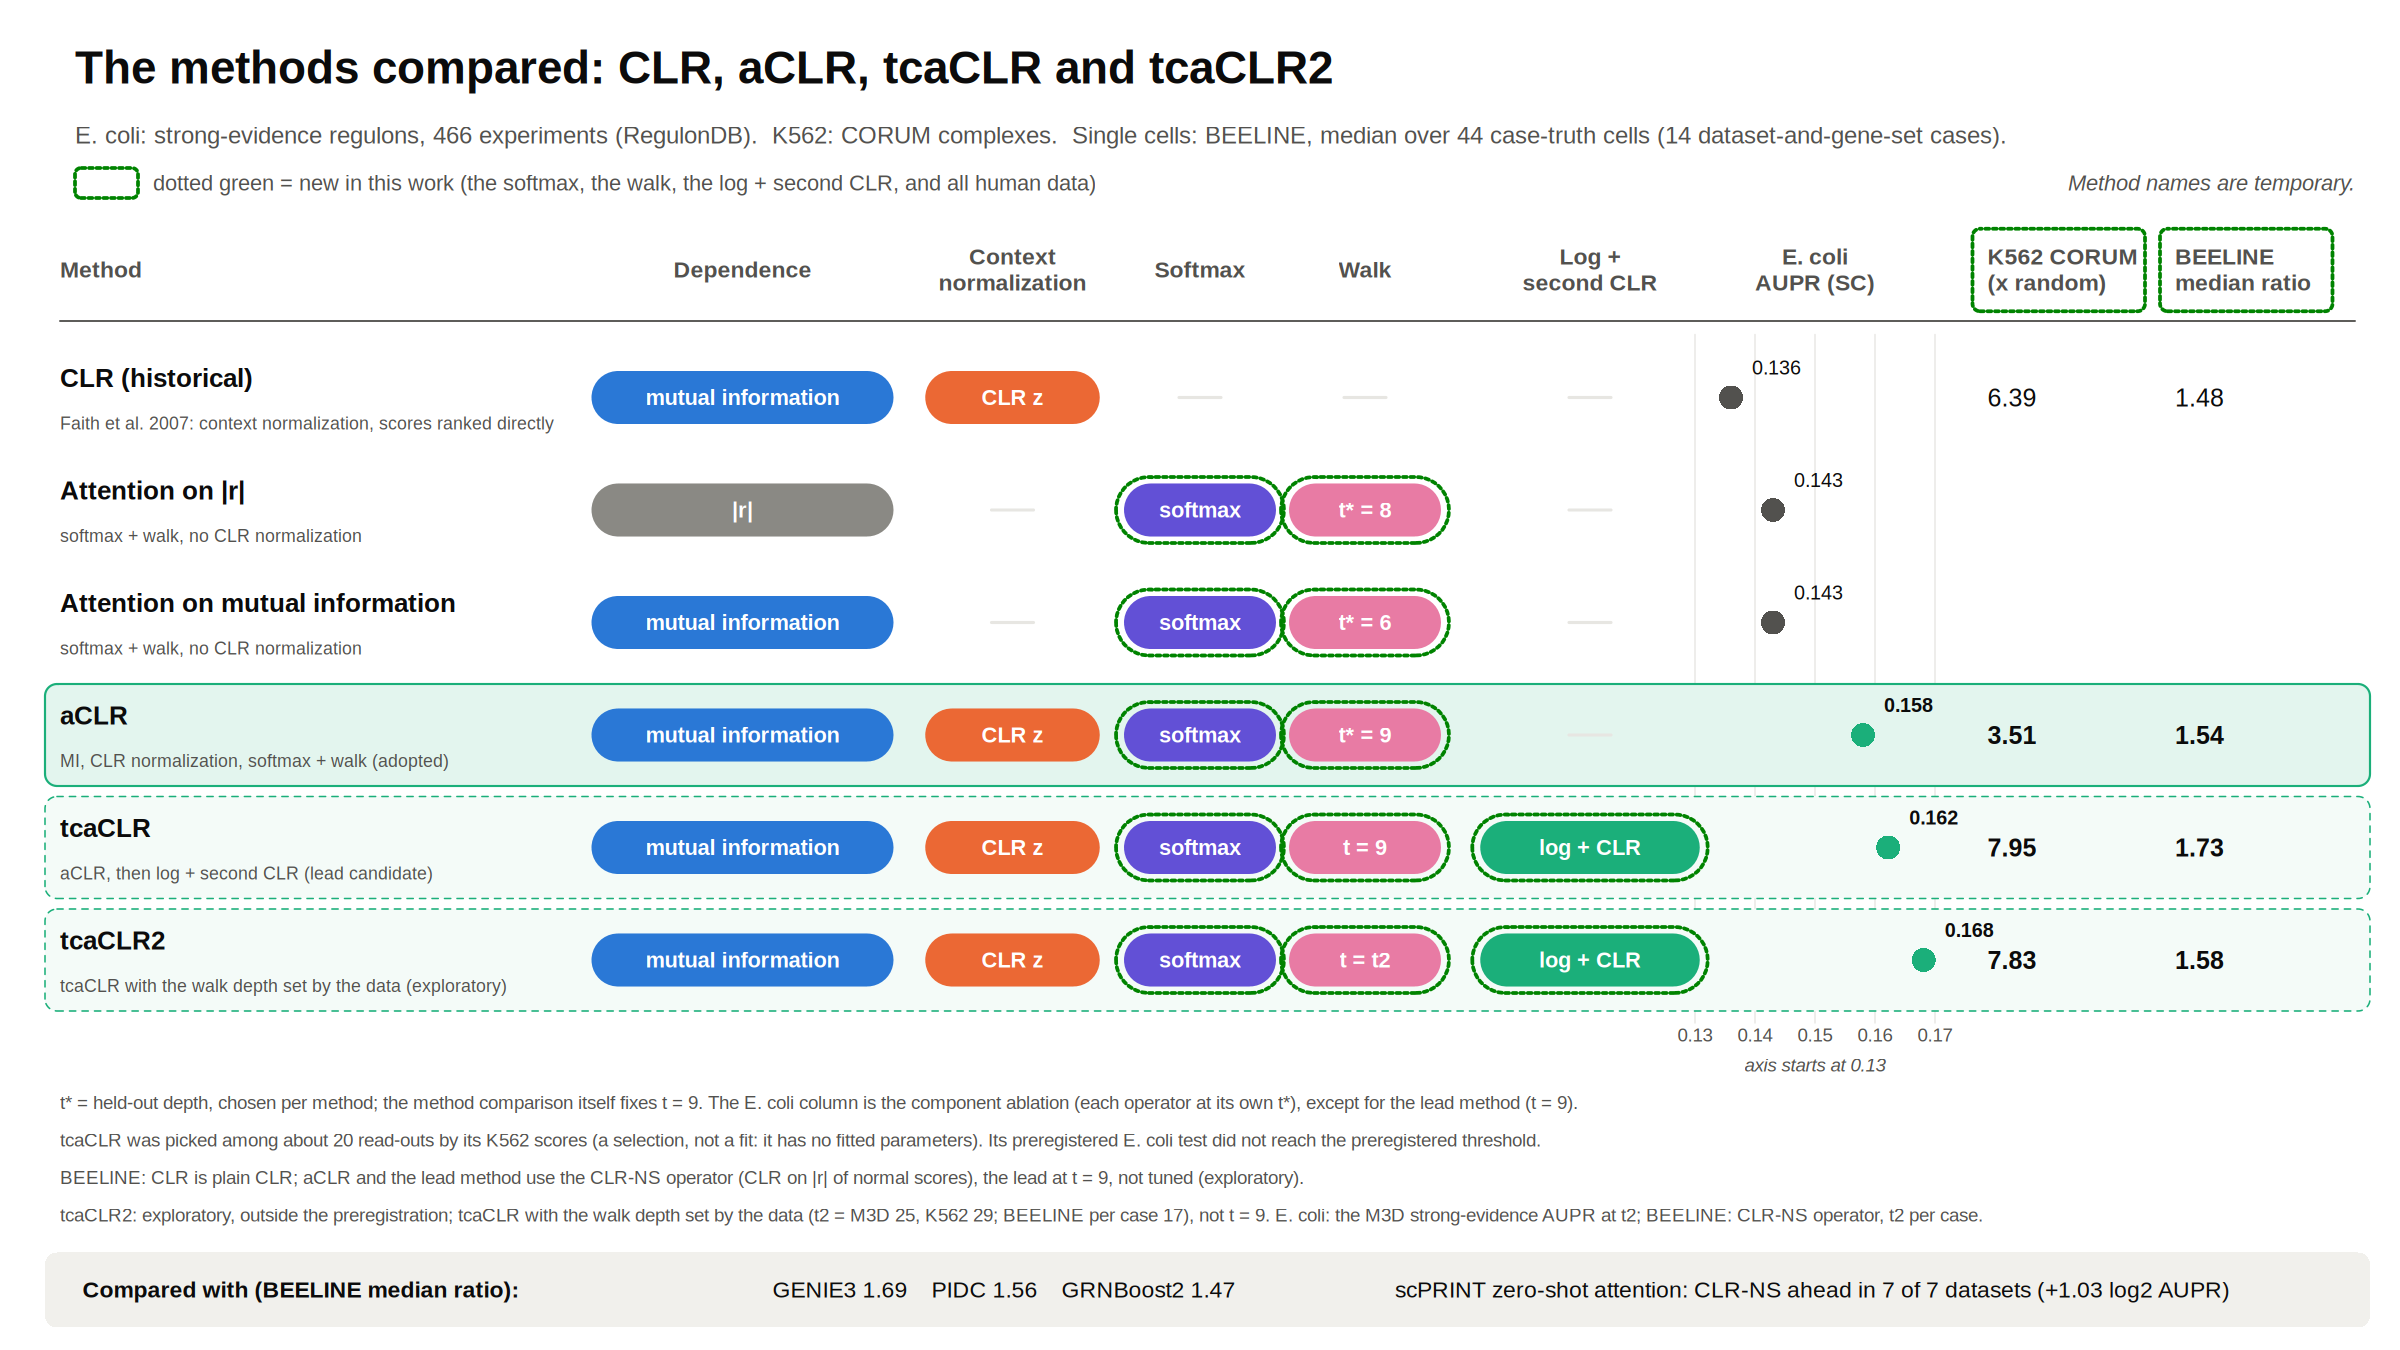 The methods compared: CLR, aCLR, tcaCLR and tcaCLR2
E. coli: strong-evidence regulons, 466 experiments (RegulonDB). K562: CORUM complexes. Single cells: BEELINE, median over 44 case-truth cells (14 dataset-and-gene-set cases).
dotted green = new in this work (the softmax, the walk, the log + second CLR, and all human data)
Method names are temporary.
Method
Dependence
Context
normalization
Softmax
Walk
Log +
second CLR
E. coli
AUPR (SC)
K562 CORUM
(x random)
BEELINE
median ratio
CLR (historical)
Faith et al. 2007: context normalization, scores ranked directly
mutual information
CLR z
0.136
6.39
1.48
Attention on |r|
softmax + walk, no CLR normalization
|r|
softmax
t* = 8
0.143
Attention on mutual information
softmax + walk, no CLR normalization
mutual information
softmax
t* = 6
0.143
aCLR
MI, CLR normalization, softmax + walk (adopted)
mutual information
CLR z
softmax
t* = 9
0.158
3.51
1.54
tcaCLR
aCLR, then log + second CLR (lead candidate)
mutual information
CLR z
softmax
t = 9
log + CLR
0.162
7.95
1.73
tcaCLR2
tcaCLR with the walk depth set by the data (exploratory)
mutual information
CLR z
softmax
t = t2
log + CLR
0.168
7.83
1.58
0.13 0.14 0.15 0.16 0.17
axis starts at 0.13
t* = held-out depth, chosen per method; the method comparison itself fixes t = 9. The E. coli column is the component ablation (each operator at its own t*), except for the lead method (t = 9).
tcaCLR was picked among about 20 read-outs by its K562 scores (a selection, not a fit: it has no fitted parameters). Its preregistered E. coli test did not reach the preregistered threshold.
BEELINE: CLR is plain CLR; aCLR and the lead method use the CLR-NS operator (CLR on |r| of normal scores), the lead at t = 9, not tuned (exploratory).
tcaCLR2: exploratory, outside the preregistration; tcaCLR with the walk depth set by the data (t2 = M3D 25, K562 29; BEELINE per case 17), not t = 9. E. coli: the M3D strong-evidence AUPR at t2; BEELINE: CLR-NS operator, t2 per case.
Compared with (BEELINE median ratio): GENIE3 1.69 PIDC 1.56 GRNBoost2 1.47 scPRINT zero-shot attention: CLR-NS ahead in 7 of 7 datasets (+1.03 log2 AUPR)